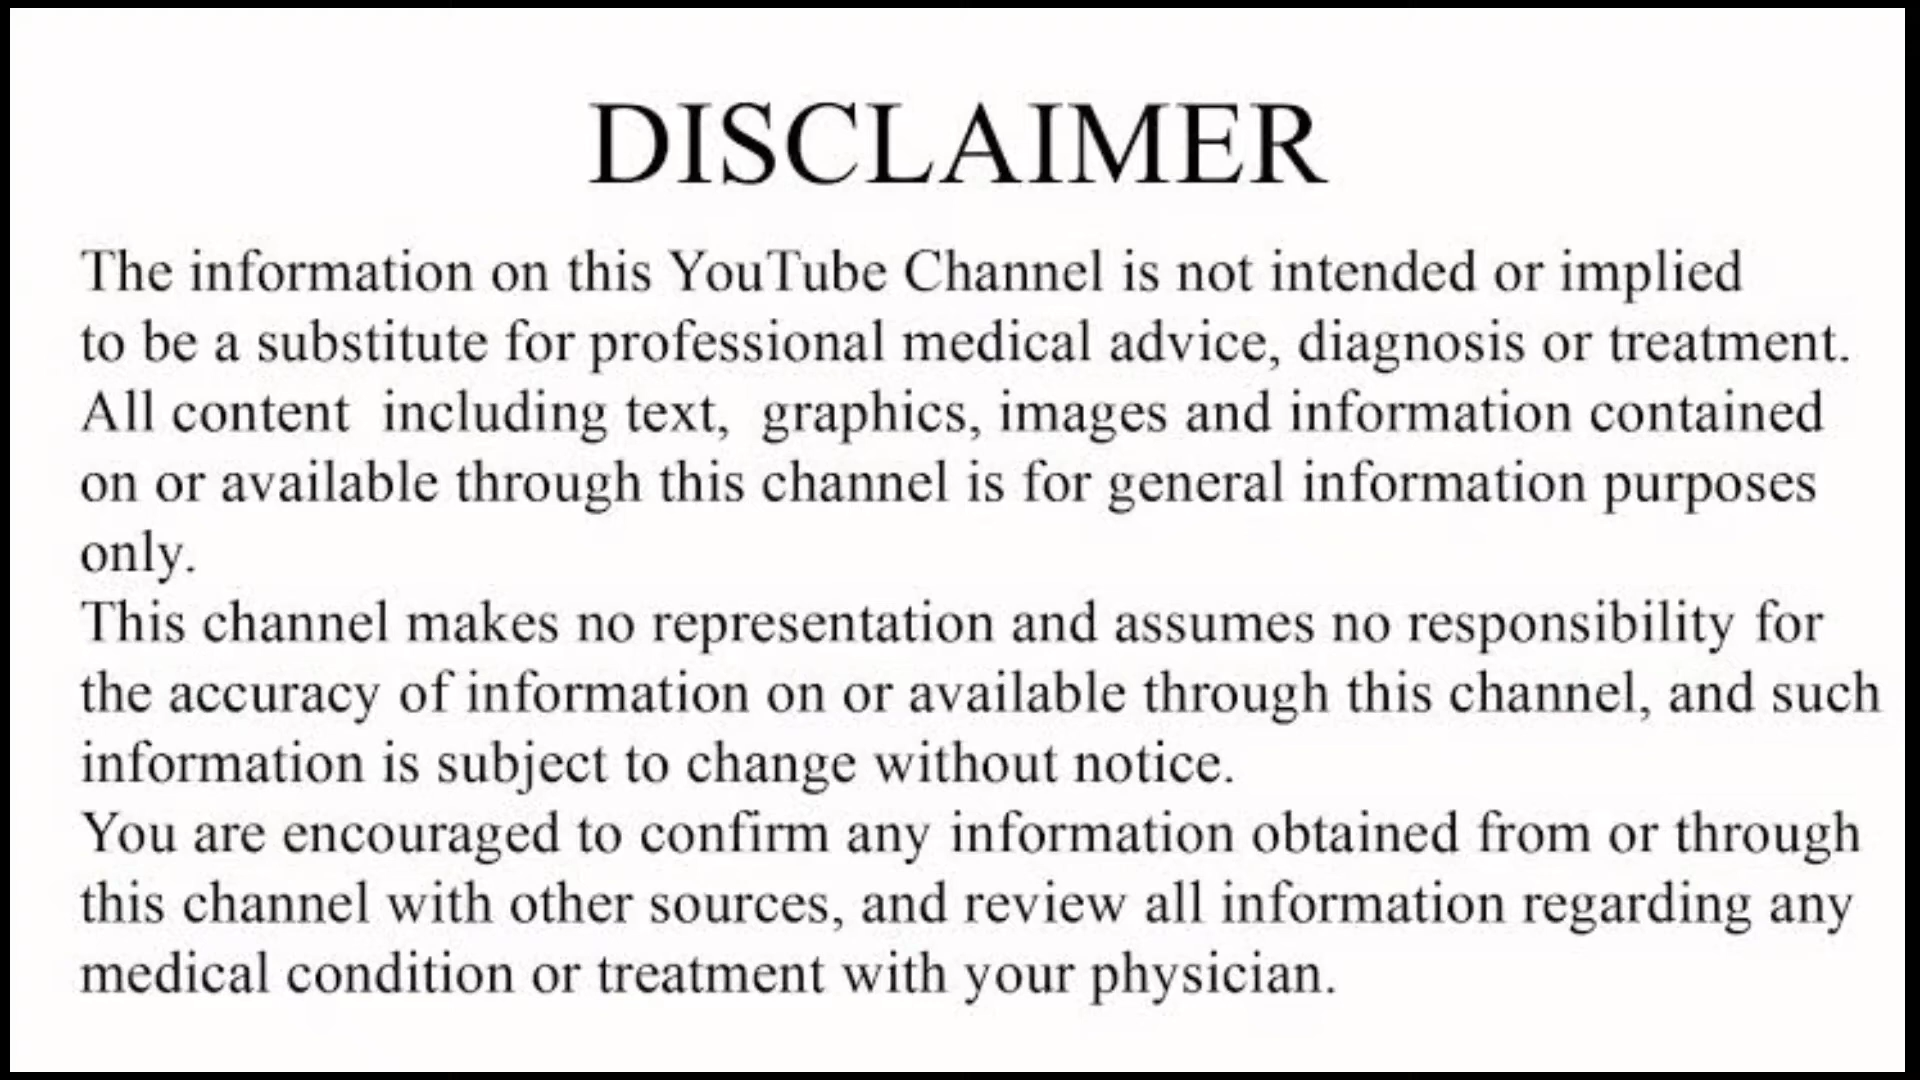 DISCLAIMER
The information on this YouTube Channel is not intended or implied
to be a substitute for professional medical advice, diagnosis or treatment.
All content  including text,  graphics, images and information contained
on or available through this channel is for general information purposes
only.
This channel makes no representation and assumes no responsibility for
the accuracy of information on or available through this channel, and such
information is subject to change without notice.
You are encouraged to confirm any information obtained from or through
this channel with other sources, and review all information regarding any
medical condition or treatment with your physician.